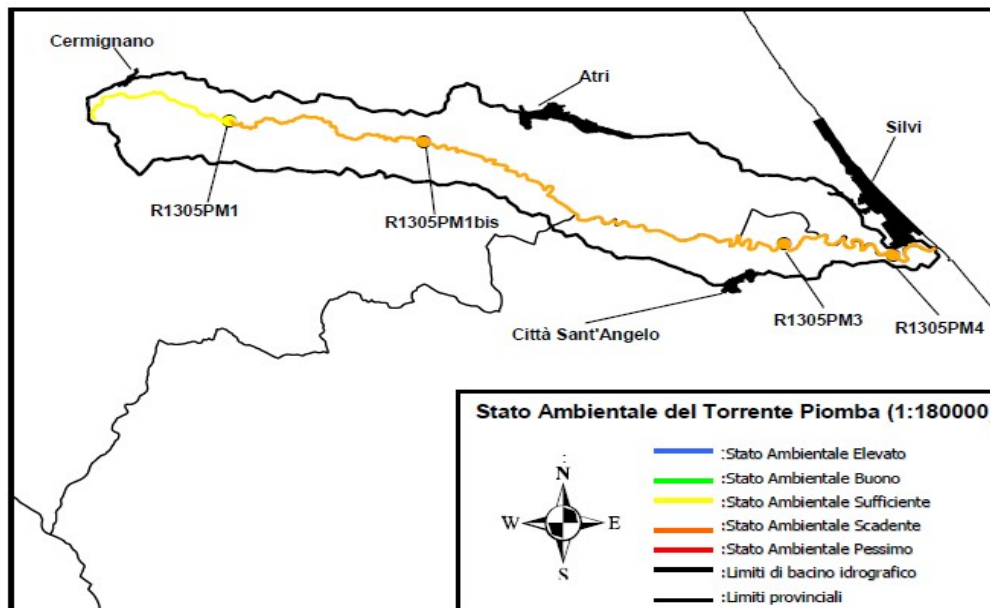 Cermignano
Atri
Silvi
R1305PM1
R1305PM1bis
Città Sant'Angelo
R1305PM3
R1305PM4
Stato Ambientale del Torrente Piomba (1:180000)
:Stato Ambientale Elevato
:Stato Ambientale Buono
:Stato Ambientale Sufficiente
:Stato Ambientale Scadente
:Stato Ambientale Pessimo
:Limiti di bacino idrografico
:Limiti provinciali
N
W
E
S